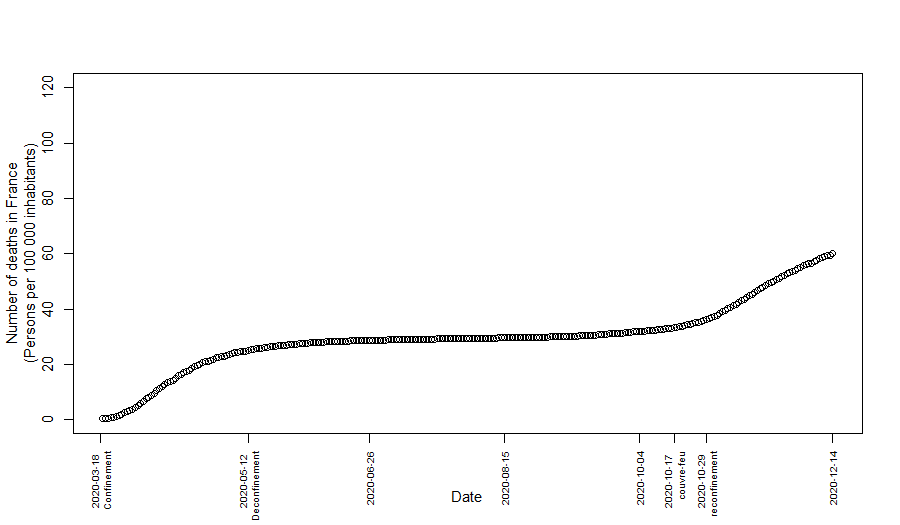 Number of deaths in France
(Persons per 100 000 inhabitants)
120
100
80
60
40
20
0
2020-03-18
Confinement
2020-05-12
Deconfinement
2020-06-26
2020-08-15
2020-10-04
2020-10-17
couvre-feu
2020-10-29
reconfinement
2020-12-14
Date